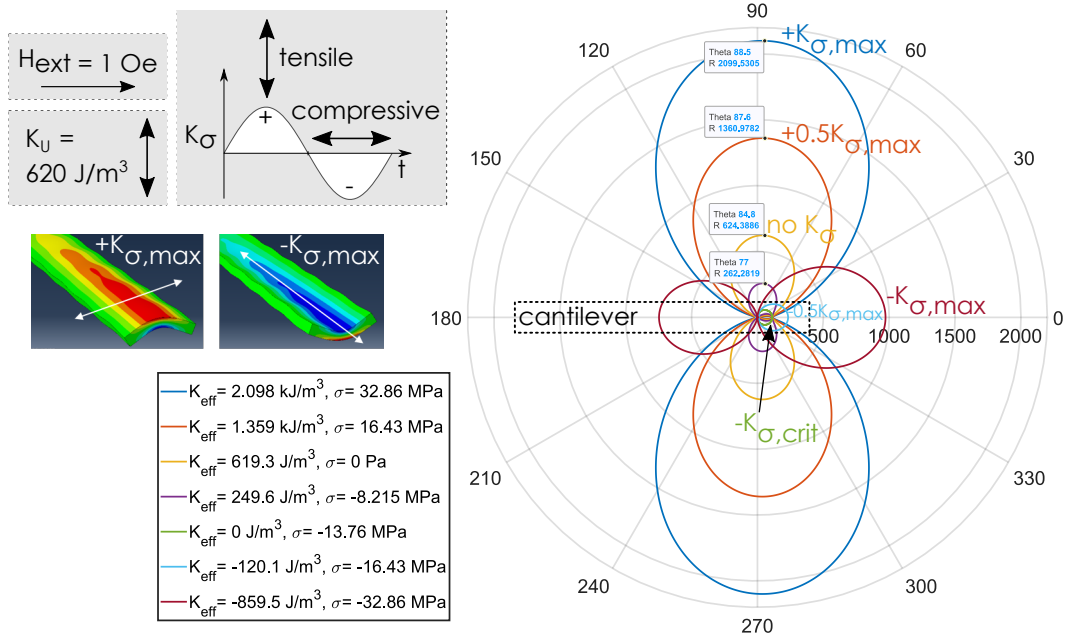 H_ext = 1 Oe
K_U =
620 J/m³
tensile
compressive
K_σ
+
-
t
+K_σ,max
-K_σ,max
K_eff= 2.098 kJ/m³, σ= 32.86 MPa
K_eff= 1.359 kJ/m³, σ= 16.43 MPa
K_eff= 619.3 J/m³, σ= 0 Pa
K_eff= 249.6 J/m³, σ= -8.215 MPa
K_eff= 0 J/m³, σ= -13.76 MPa
K_eff= -120.1 J/m³, σ= -16.43 MPa
K_eff= -859.5 J/m³, σ= -32.86 MPa
90
120
60
+K_σ,max
Theta 88.5
R 2099.5305
Theta 87.6
R 1360.9782
+0.5K_σ,max
150
30
Theta 84.8
R 624.3886
no K_σ
Theta 77
R 262.2819
-K_σ,max
-0.5K_σ,max
180
cantilever
0
500
1000
1500
2000
-K_σ,crit
210
330
240
300
270